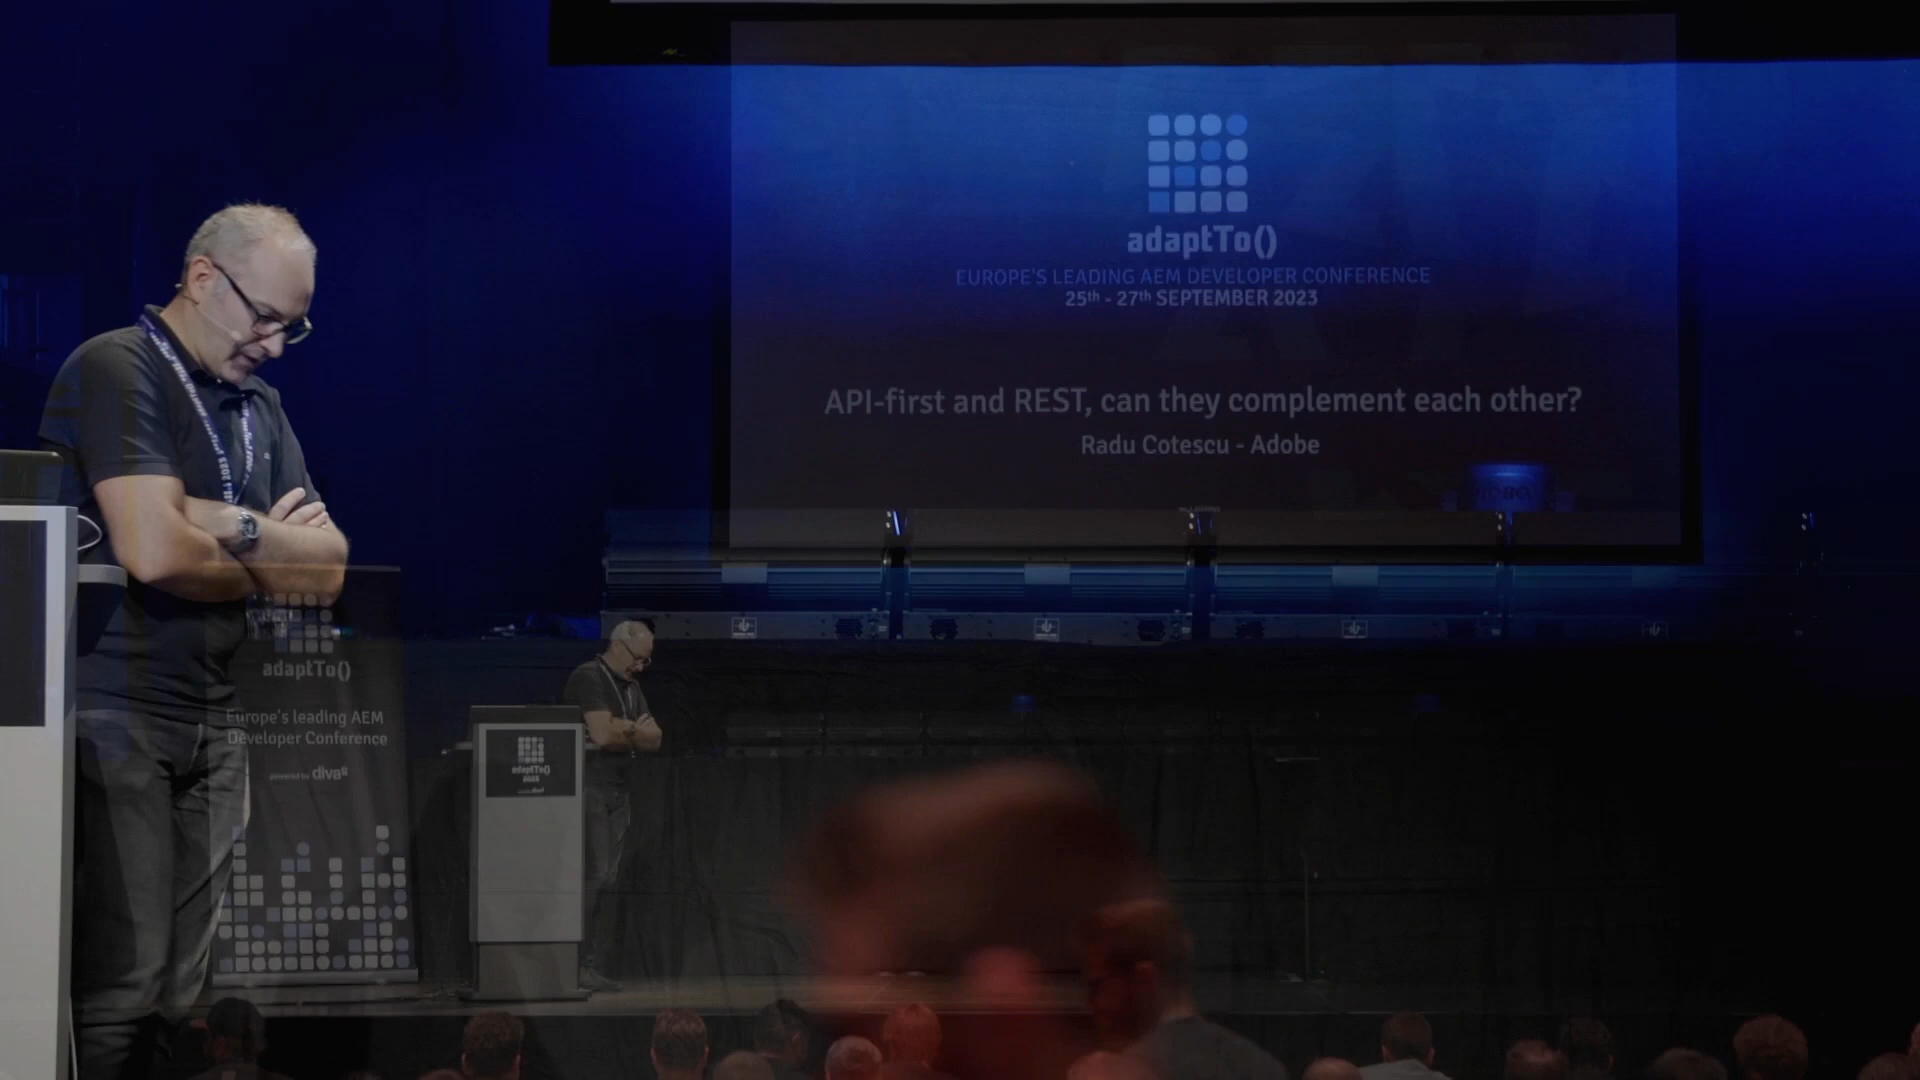 adaptTo()
EUROPE'S LEADING AEM DEVELOPER CONFERENCE
25th - 27th SEPTEMBER 2023
API-first and REST, can they complement each other?
Radu Cotescu - Adobe
adaptTo()
Europe's leading AEM
Developer Conference
powered by diva-e
adaptTo()
2023